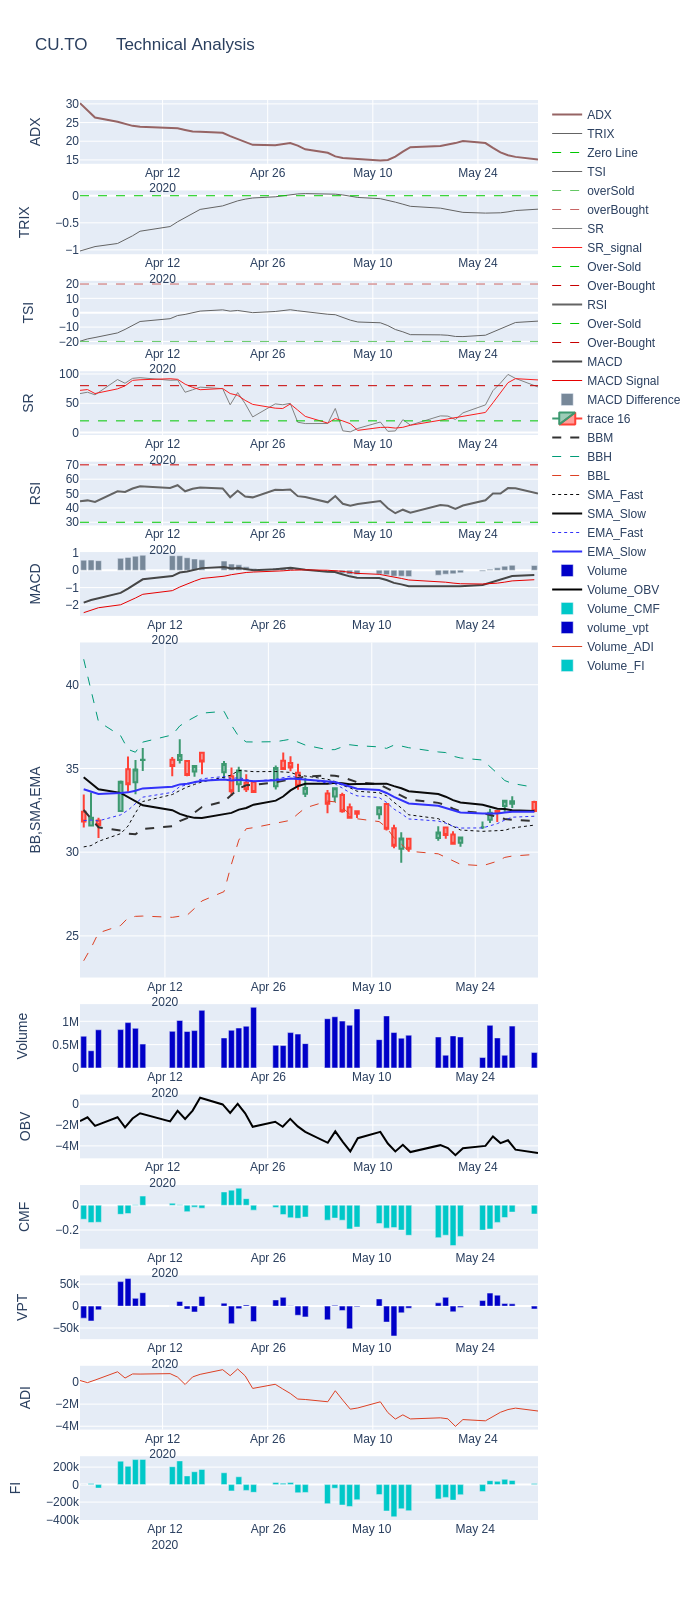 CU.TO Technical Analysis
ADX
30
25
20
15
Apr 12
2020
Apr 26
May 10
May 24
TRIX
0
−0.5
−1
Apr 12
2020
Apr 26
May 10
May 24
TSI
20
10
0
−10
−20
Apr 12
2020
Apr 26
May 10
May 24
SR
100
50
0
Apr 12
2020
Apr 26
May 10
May 24
RSI
70
60
50
40
30
Apr 12
2020
Apr 26
May 10
May 24
MACD
1
0
−1
−2
Apr 12
2020
Apr 26
May 10
May 24
BB,SMA,EMA
40
35
30
25
Apr 12
2020
Apr 26
May 10
May 24
Volume
1M
0.5M
0
Apr 12
2020
Apr 26
May 10
May 24
OBV
0
−2M
−4M
Apr 12
2020
Apr 26
May 10
May 24
CMF
0
−0.2
Apr 12
2020
Apr 26
May 10
May 24
VPT
50k
0
−50k
Apr 12
2020
Apr 26
May 10
May 24
ADI
0
−2M
−4M
Apr 12
2020
Apr 26
May 10
May 24
FI
200k
0
−200k
−400k
Apr 12
2020
Apr 26
May 10
May 24
ADX
TRIX
Zero Line
TSI
overSold
overBought
SR
SR_signal
Over-Sold
Over-Bought
RSI
Over-Sold
Over-Bought
MACD
MACD Signal
MACD Difference
trace 16
BBM
BBH
BBL
SMA_Fast
SMA_Slow
EMA_Fast
EMA_Slow
Volume
Volume_OBV
Volume_CMF
volume_vpt
Volume_ADI
Volume_FI